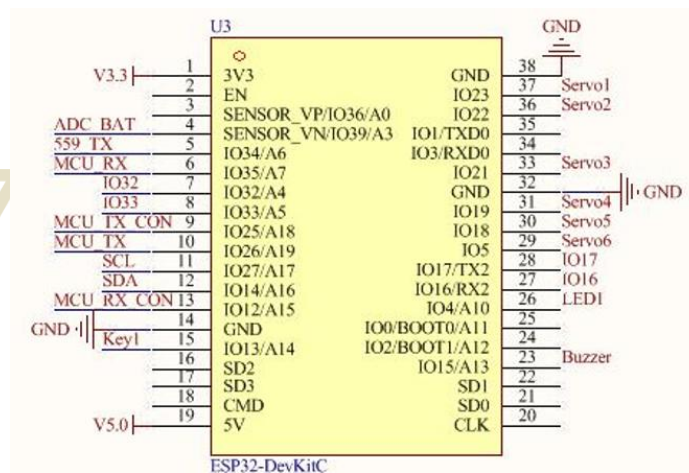 U3 GND
V3.3 1 3V3 GND 38
2 EN IO23 37 Servo1
3 SENSOR_VP/IO36/A0 IO22 36 Servo2
ADC_BAT 4 SENSOR_VN/IO39/A3 IO1/TXD0 35
559_TX 5 IO34/A6 IO3/RXD0 34
MCU_RX 6 IO35/A7 IO21 33 Servo3
IO32 7 IO32/A4 GND 32 GND
IO33 8 IO33/A5 IO19 31 Servo4
MCU_TX_CON 9 IO25/A18 IO18 30 Servo5
MCU_TX 10 IO26/A19 IO5 29 Servo6
SCL 11 IO27/A17 IO17/TX2 28 IO17
SDA 12 IO14/A16 IO16/RX2 27 IO16
MCU_RX_CON 13 IO12/A15 IO4/A10 26 LED1
GND 14 GND IO0/BOOT0/A11 25
Key1 15 IO13/A14 IO2/BOOT1/A12 24
16 SD2 IO15/A13 23 Buzzer
17 SD3 SD1 22
18 CMD SD0 21
V5.0 19 5V CLK 20
ESP32-DevKitC